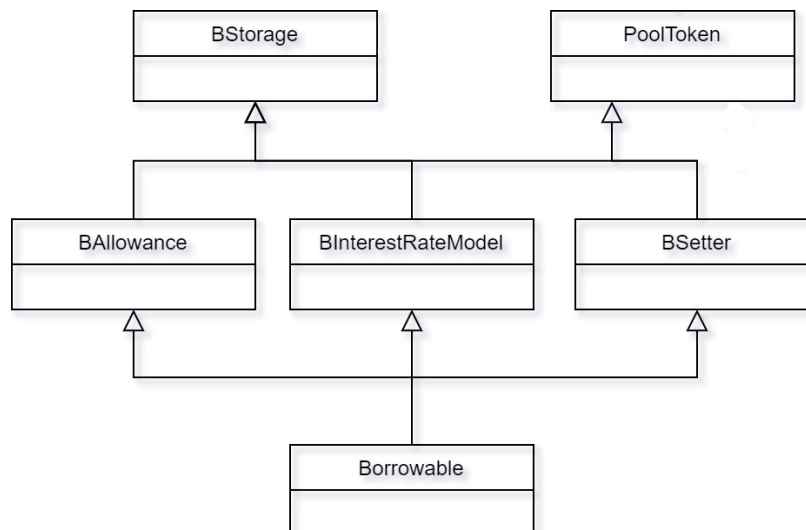 BStorage
PoolToken
BAllowance
BInterestRateModel
BSetter
Borrowable